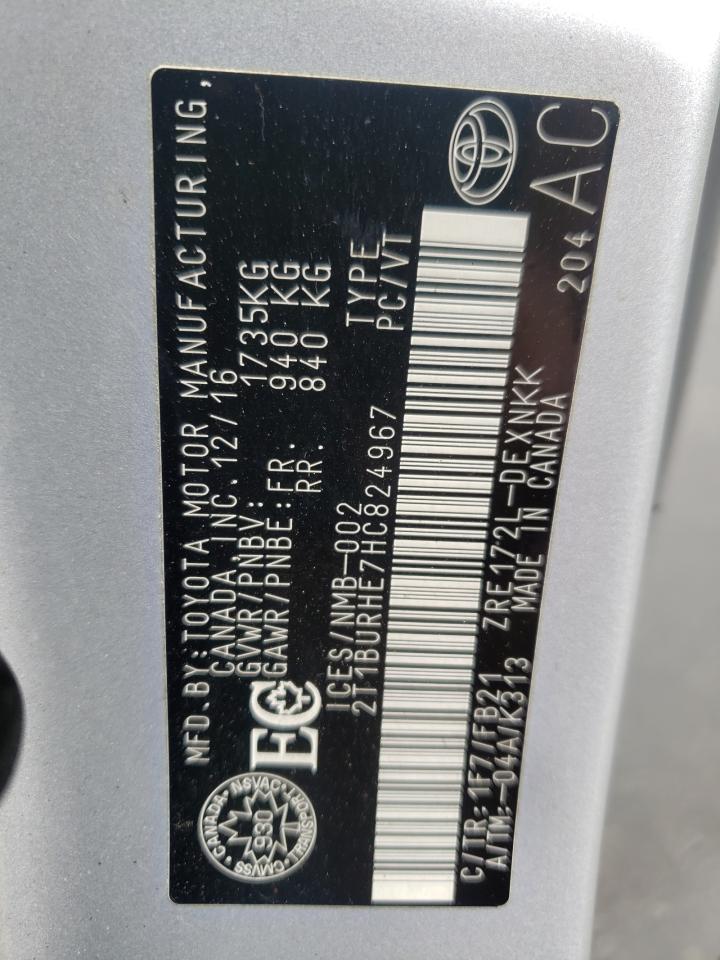 MFD.BY:TOYOTA MOTOR MANUFACTURING,
CANADA,INC.12/16
GVWR/PNBV: 1735KG
GAWR/PNBE:FR. 940 KG
RR. 840 KG
CANADA NSVAC TRANSPORT CMVSS
930
EC
ICES/NMB-002 TYPE
2T1BURHE7HC824967 PC/VT
C/TR:1F7/FB21 ZRE172L-DEXNKK
A/TM:-04A/K313 MADE IN CANADA
204 AC